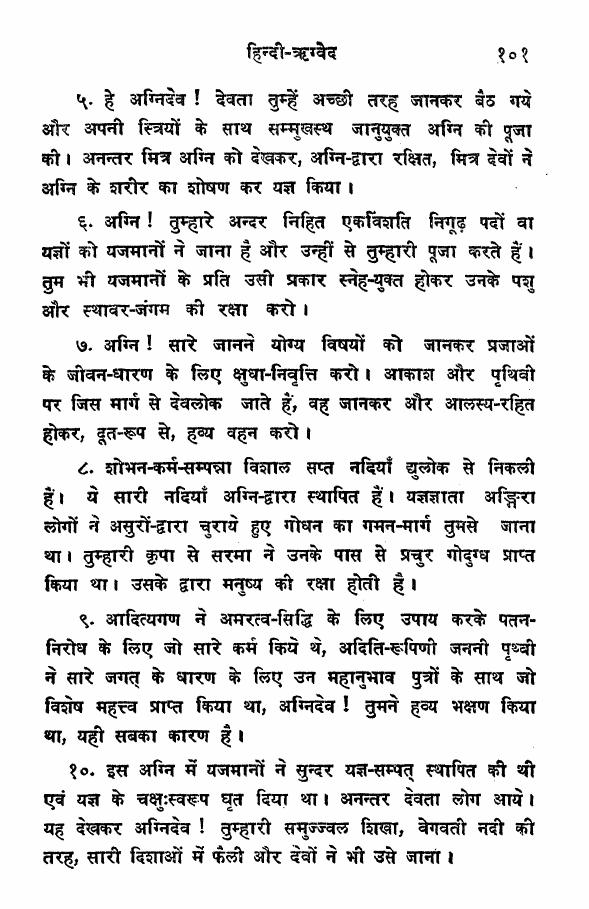 हिन्दी-ऋग्वेद १०१
५. हे अग्निदेव ! देवता तुम्हें अच्छी तरह जानकर बैठ गये
और अपनी स्त्रियों के साथ सम्मुखस्थ जानुयुक्त अग्नि की पूजा
की। अनन्तर मित्र अग्नि को देखकर, अग्नि-द्वारा रक्षित, मित्र देवों ने
अग्नि के शरीर का शोषण कर यज्ञ किया।
६. अग्नि ! तुम्हारे अन्दर निहित एकविंशति निगूढ़ पदों वा
यज्ञों को यजमानों ने जाना है और उन्हीं से तुम्हारी पूजा करते हैं।
तुम भी यजमानों के प्रति उसी प्रकार स्नेह-युक्त होकर उनके पशु
और स्थावर-जंगम की रक्षा करो।
७. अग्नि ! सारे जानने योग्य विषयों को जानकर प्रजाओं
के जीवन-धारण के लिए क्षुधा-निवृत्ति करो। आकाश और पृथिवी
पर जिस मार्ग से देवलोक जाते हैं, वह जानकर और आलस्य-रहित
होकर, दूत-रूप से, हव्य वहन करो।
८. शोभन-कर्म-सम्पन्ना विशाल सप्त नदियाँ द्युलोक से निकली
हैं। ये सारी नदियाँ अग्नि-द्वारा स्थापित हैं। यज्ञज्ञाता अङ्गिरा
लोगों ने असुरों-द्वारा चुराये हुए गोधन का गमन-मार्ग तुमसे जाना
था। तुम्हारी कृपा से सरमा ने उनके पास से प्रचुर गोदुग्ध प्राप्त
किया था। उसके द्वारा मनुष्य की रक्षा होती है।
९. आदित्यगण ने अमरत्व-सिद्धि के लिए उपाय करके पतन-
निरोध के लिए जो सारे कर्म किये थे, अदिति-रूपिणी जननी पृथ्वी
ने सारे जगत् के धारण के लिए उन महानुभाव पुत्रों के साथ जो
विशेष महत्त्व प्राप्त किया था, अग्निदेव ! तुमने हव्य भक्षण किया
था, यही सबका कारण है।
१०. इस अग्नि में यजमानों ने सुन्दर यज्ञ-सम्पत् स्थापित की थी
एवं यज्ञ के चक्षुःस्वरूप घृत दिया था। अनन्तर देवता लोग आये।
यह देखकर अग्निदेव ! तुम्हारी समुज्ज्वल शिखा, वेगवती नदी की
तरह, सारी दिशाओं में फैली और देवों ने भी उसे जाना।